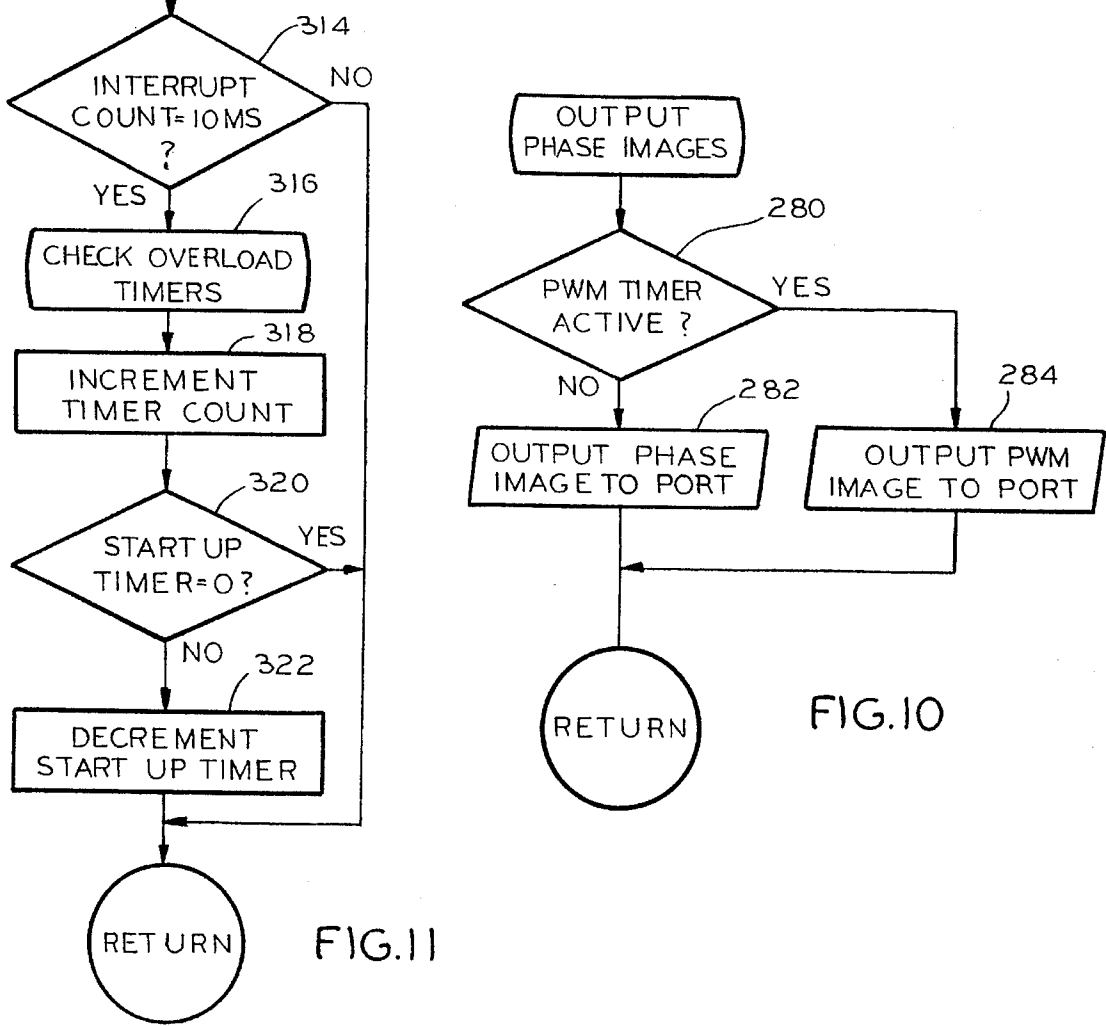 314
INTERRUPT
COUNT=10MS
?
NO
YES
316
CHECK OVERLOAD
TIMERS
318
INCREMENT
TIMER COUNT
320
START UP
TIMER=0?
YES
NO
322
DECREMENT
START UP TIMER
RETURN
FIG.11
OUTPUT
PHASE IMAGES
280
PWM TIMER
ACTIVE ?
YES
NO
282
OUTPUT PHASE
IMAGE TO PORT
284
OUTPUT PWM
IMAGE TO PORT
RETURN
FIG.10